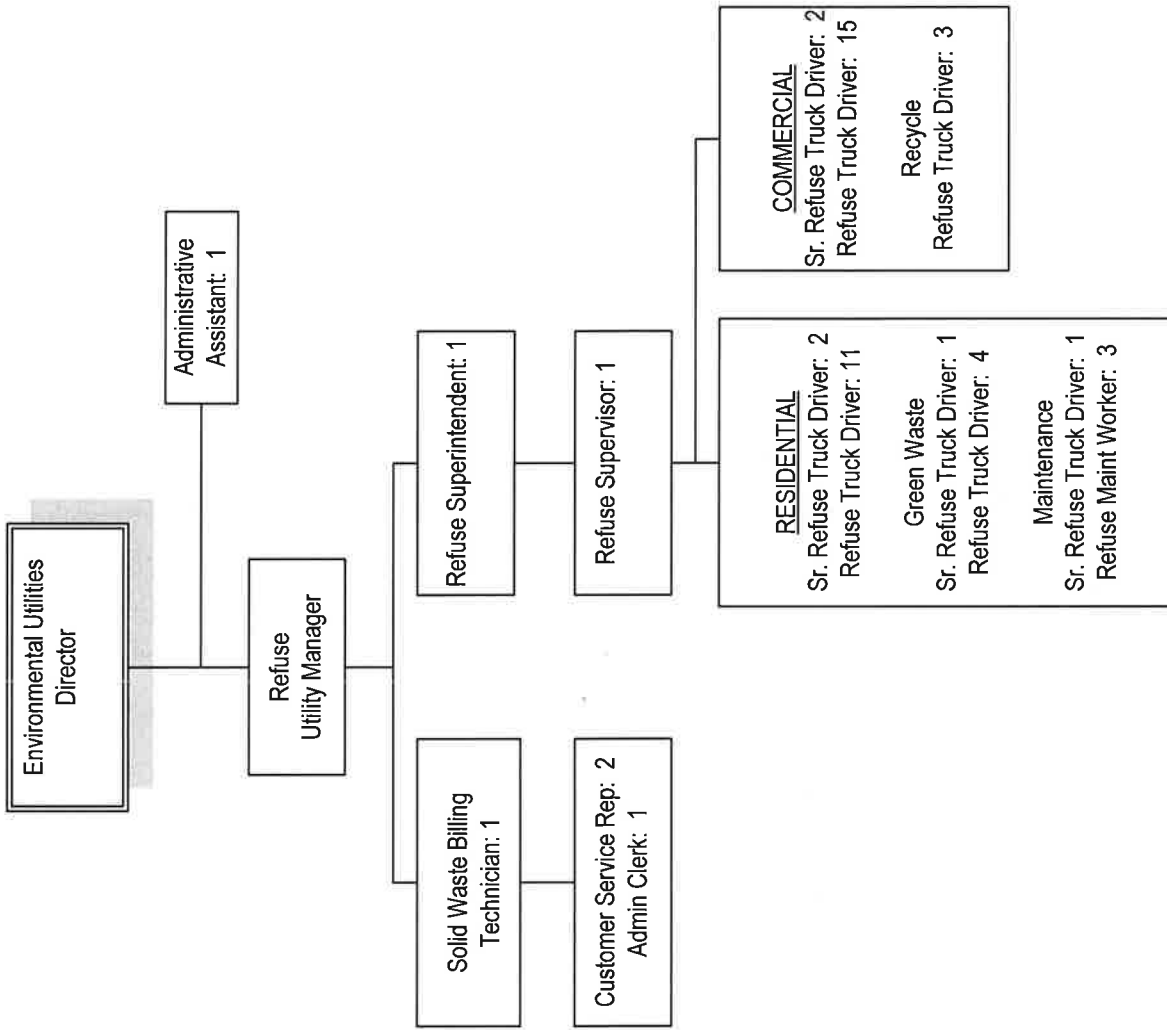 Environmental Utilities
Director
Administrative
Assistant: 1
Refuse
Utility Manager
Solid Waste Billing
Technician: 1
Refuse Superintendent: 1
Customer Service Rep: 2
Admin Clerk: 1
Refuse Supervisor: 1
RESIDENTIAL
Sr. Refuse Truck Driver: 2
Refuse Truck Driver: 11
Green Waste
Sr. Refuse Truck Driver: 1
Refuse Truck Driver: 4
Maintenance
Sr. Refuse Truck Driver: 1
Refuse Maint Worker: 3
COMMERCIAL
Sr. Refuse Truck Driver: 2
Refuse Truck Driver: 15
Recycle
Refuse Truck Driver: 3